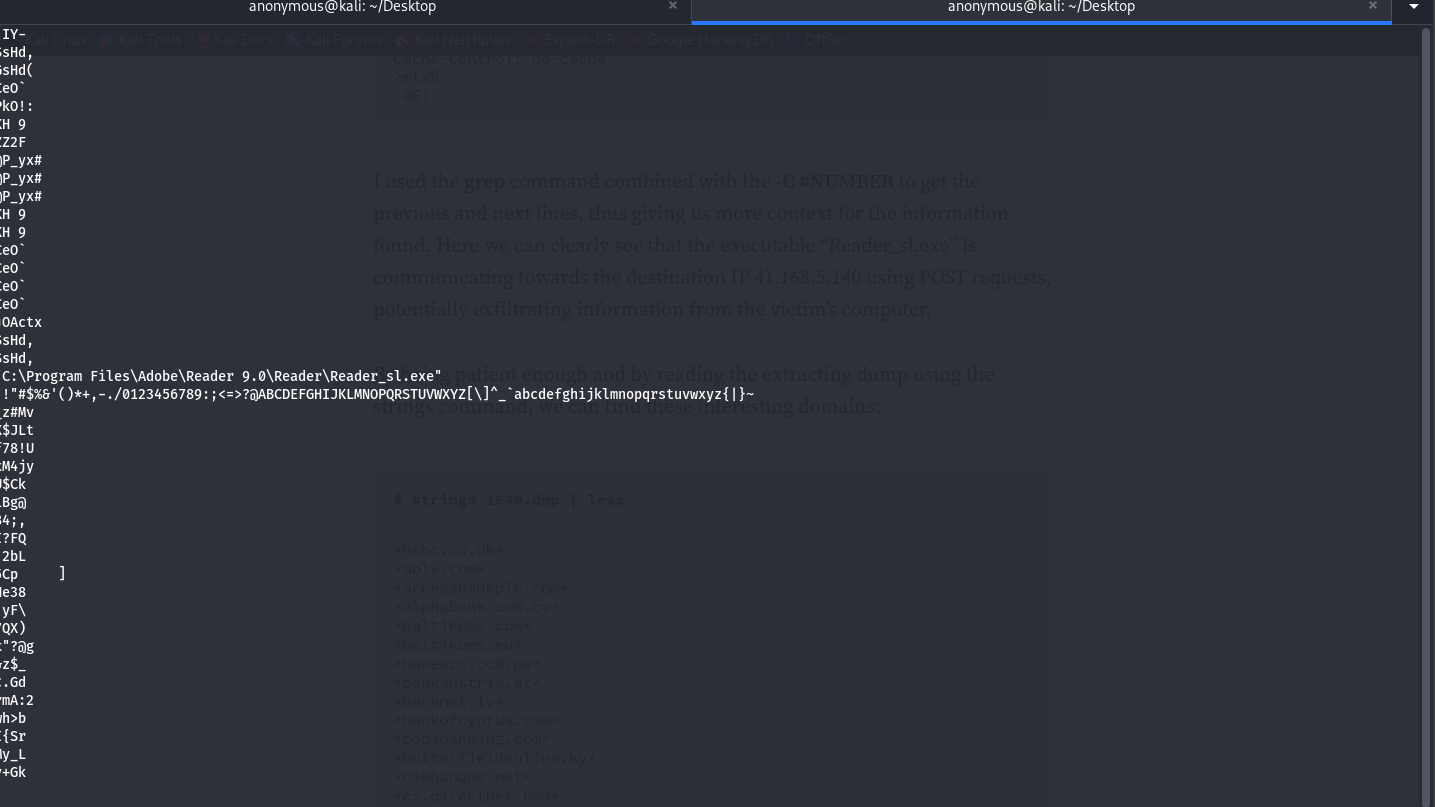 anonymous@kali: ~/Desktop × anonymous@kali: ~/Desktop ×
IY-
Kali Linux Kali Tools Kali Docs Kali Forums Kali NetHunter Exploit-DB Google Hacking DB OffSec
sHd,
sHd(
eO`
Cache-Control: no-cache
>mtvR
kO!:
`0G!
H 9
Z2F
P_yx#
P_yx#
I used the grep command combined with the -C #NUMBER to get the
P_yx#
H 9
previous and next lines, thus giving us more context for the information
H 9
eO`
found. Here we can clearly see that the executable “Reader_sl.exe” is
eO`
communicating towards the destination IP 41.168.5.140 using POST requests,
eO`
eO`
potentially exfiltrating information from the victim’s computer.
OActx
sHd,
sHd,
"C:\Program Files\Adobe\Reader 9.0\Reader\Reader_sl.exe"
patient enough and by reading the extracting dump using the
!"#$%&'()*+,-./0123456789:;<=>?@ABCDEFGHIJKLMNOPQRSTUVWXYZ[\]^_`abcdefghijklmnopqrstuvwxyz{|}~
strings command, we can find these interesting domains:
z#Mv
$JLt
78!U
M4jy
$Ck
Bg@
$ strings 1640.dmp | less
4;,
?FQ
...
2bL
*hsbc.co.uk*
Cp ]
*ablv.com*
e38
*accessbankplc.com*
yF\
*alphabank.com.cy*
QX)
*baltikums.com*
"?@g
*baltikums.eu*
z$_
*banesco.com.pa*
.Gd
*bankaustria.at*
mA:2
*banknet.lv*
h>b
*bankofcyprus.com*
{Sr
*bobibanking.com*
y_L
*butterfieldonline.ky*
+Gk
*cimbanque.net*
*cs.directnet.com*